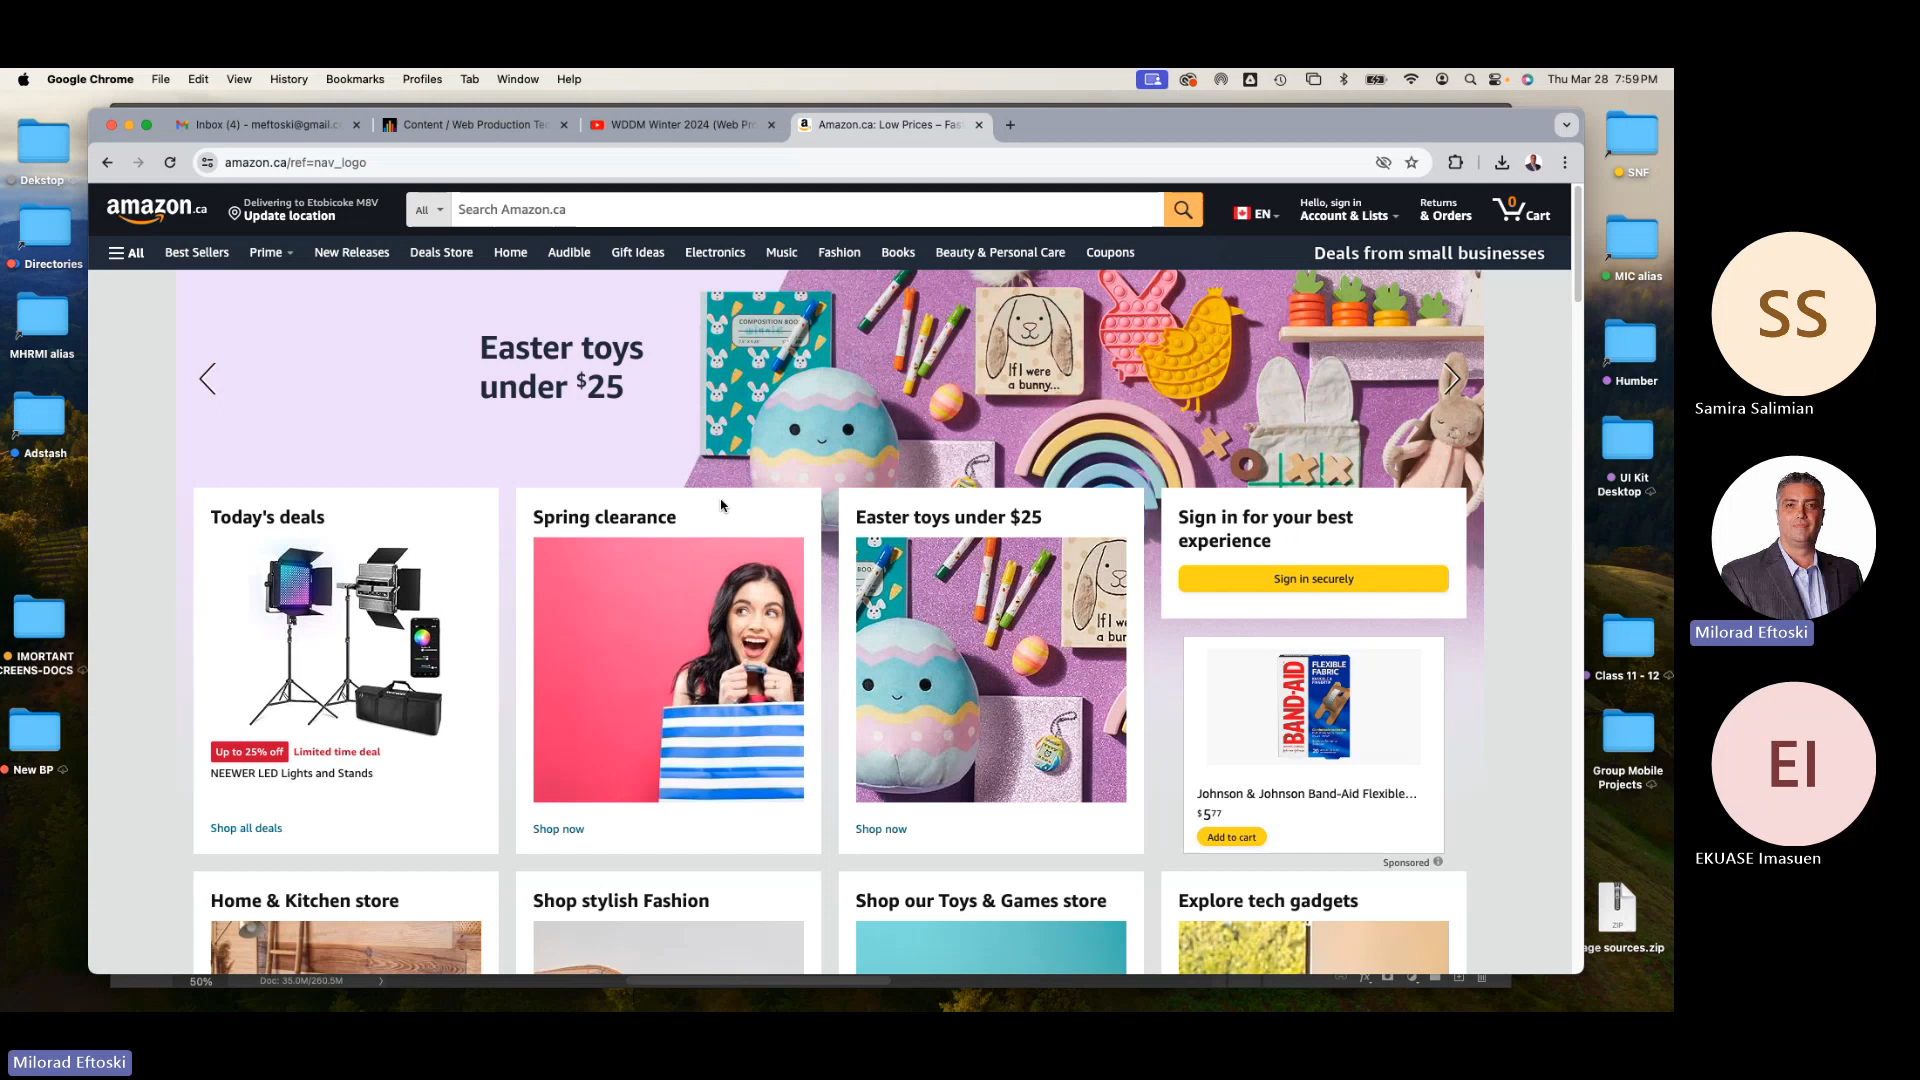 Google Chrome File Edit View History Bookmarks Profiles Tab Window Help
Thu Mar 28 7:59 PM
Inbox (4) - meftoski@gmail.c
Content / Web Production Te
WDDM Winter 2024 (Web Pr
Amazon.ca: Low Prices – Fas
amazon.ca/ref=nav_logo
amazon.ca
Delivering to Etobicoke M8V
Update location
All
Search Amazon.ca
EN
Hello, sign in
Account & Lists
Returns
& Orders
0
Cart
All
Best Sellers
Prime
New Releases
Deals Store
Home
Audible
Gift Ideas
Electronics
Music
Fashion
Books
Beauty & Personal Care
Coupons
Deals from small businesses
Easter toys
under $25
COMPOSITION BOO
If I were
a bunny...
Today's deals
Up to 25% off Limited time deal
NEEWER LED Lights and Stands
Shop all deals
Spring clearance
Shop now
Easter toys under $25
If I w
a bur
Shop now
Sign in for your best
experience
Sign in securely
BAND-AID
FLEXIBLE
FABRIC
Johnson & Johnson Band-Aid Flexible...
$577
Add to cart
Sponsored
Home & Kitchen store
Shop stylish Fashion
Shop our Toys & Games store
Explore tech gadgets
50%
Doc: 35.0M/260.5M
Dekstop
Directories
MHRMI alias
Adstash
IMORTANT
CREENS-DOCS
New BP
SNF
MIC alias
Humber
UI Kit
Desktop
Class 11 - 12
Group Mobile
Projects
ZIP
age sources.zip
SS
Samira Salimian
Milorad Eftoski
EI
EKUASE Imasuen
Milorad Eftoski